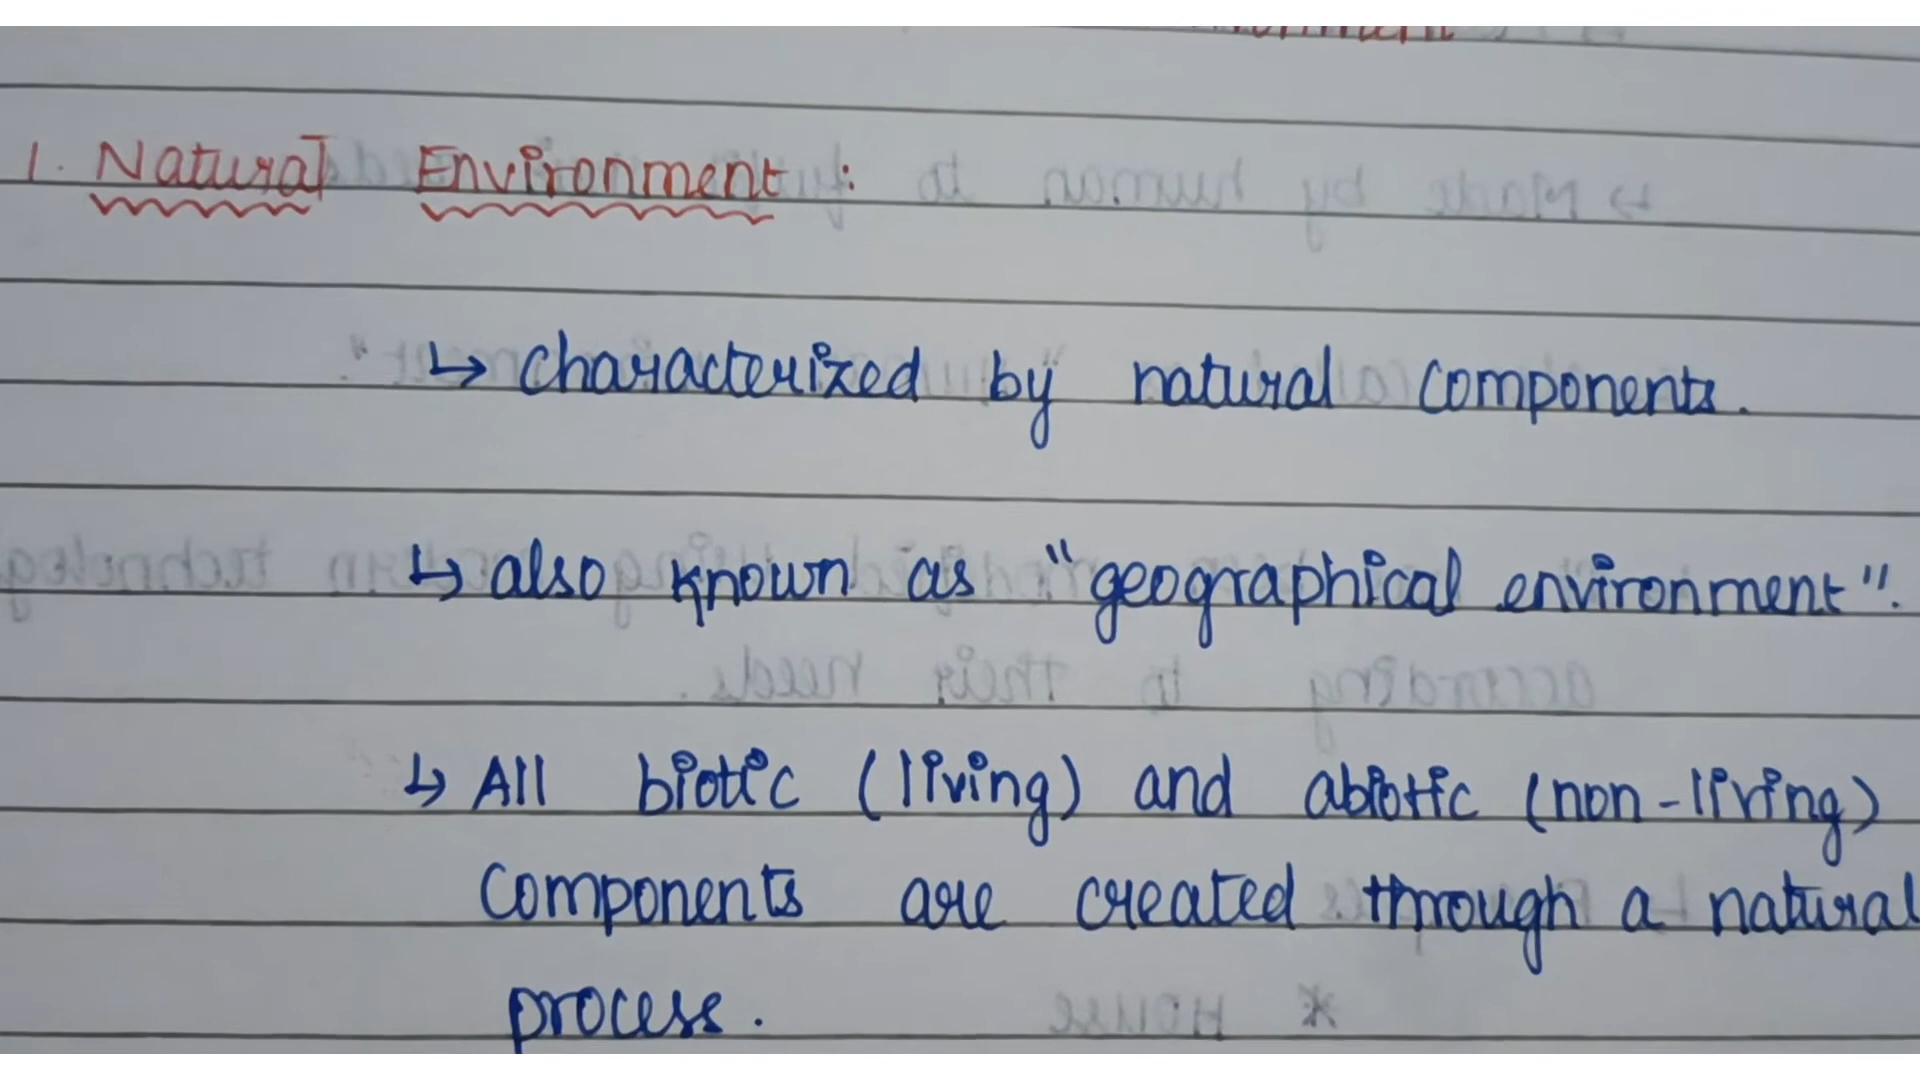 1. Natural Environment :
↳ characterized by natural components.
↳ also known as "geographical environment".
↳ All biotic (living) and abiotic (non-living)
components are created through a natural
process.